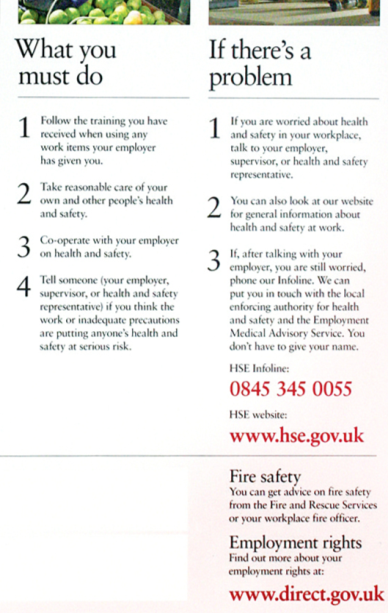 What you
must do
1 Follow the training you have
received when using any
work items your employer
has given you.
2 Take reasonable care of your
own and other people's health
and safety.
3 Co-operate with your employer
on health and safety.
4 Tell someone (your employer,
supervisor, or health and safety
representative) if you think the
work or inadequate precautions
are putting anyone's health and
safety at serious risk.
If there's a
problem
1 If you are worried about health
and safety in your workplace,
talk to your employer,
supervisor, or health and safety
representative.
2 You can also look at our website
for general information about
health and safety at work.
3 If, after talking with your
employer, you are still worried,
phone our Infoline. We can
put you in touch with the local
enforcing authority for health
and safety and the Employment
Medical Advisory Service. You
don't have to give your name.
HSE Infoline:
0845 345 0055
HSE website:
www.hse.gov.uk
Fire safety
You can get advice on fire safety
from the Fire and Rescue Services
or your workplace fire officer.
Employment rights
Find out more about your
employment rights at:
www.direct.gov.uk